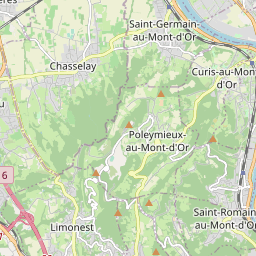 Saint-Germain-
au-Mont-d'Or
Chasselay
Curis-au-Mont
d'Or
Poleymieux-
au-Mont-d'Or
6
Saint-Romain
au-Mont-d'Or
Limonest